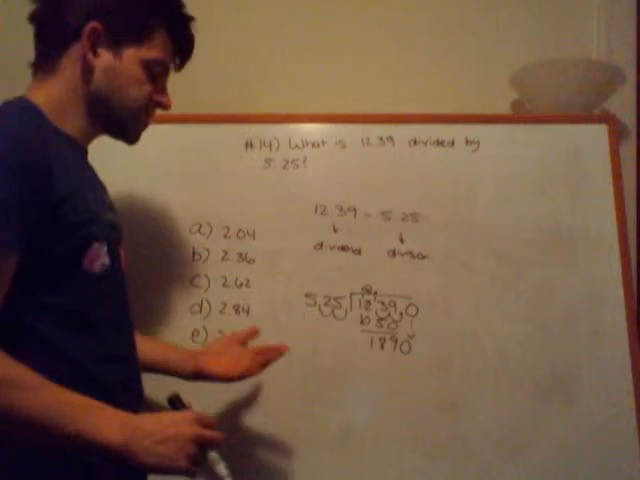 #14) What is 12.39 divided by
5.25?
12.39 ÷ 5.25
dividend divisor
a) 2.04
b) 2.36
c) 2.62
d) 2.84
e)
2.
5.25 12.39.0
1050
1890